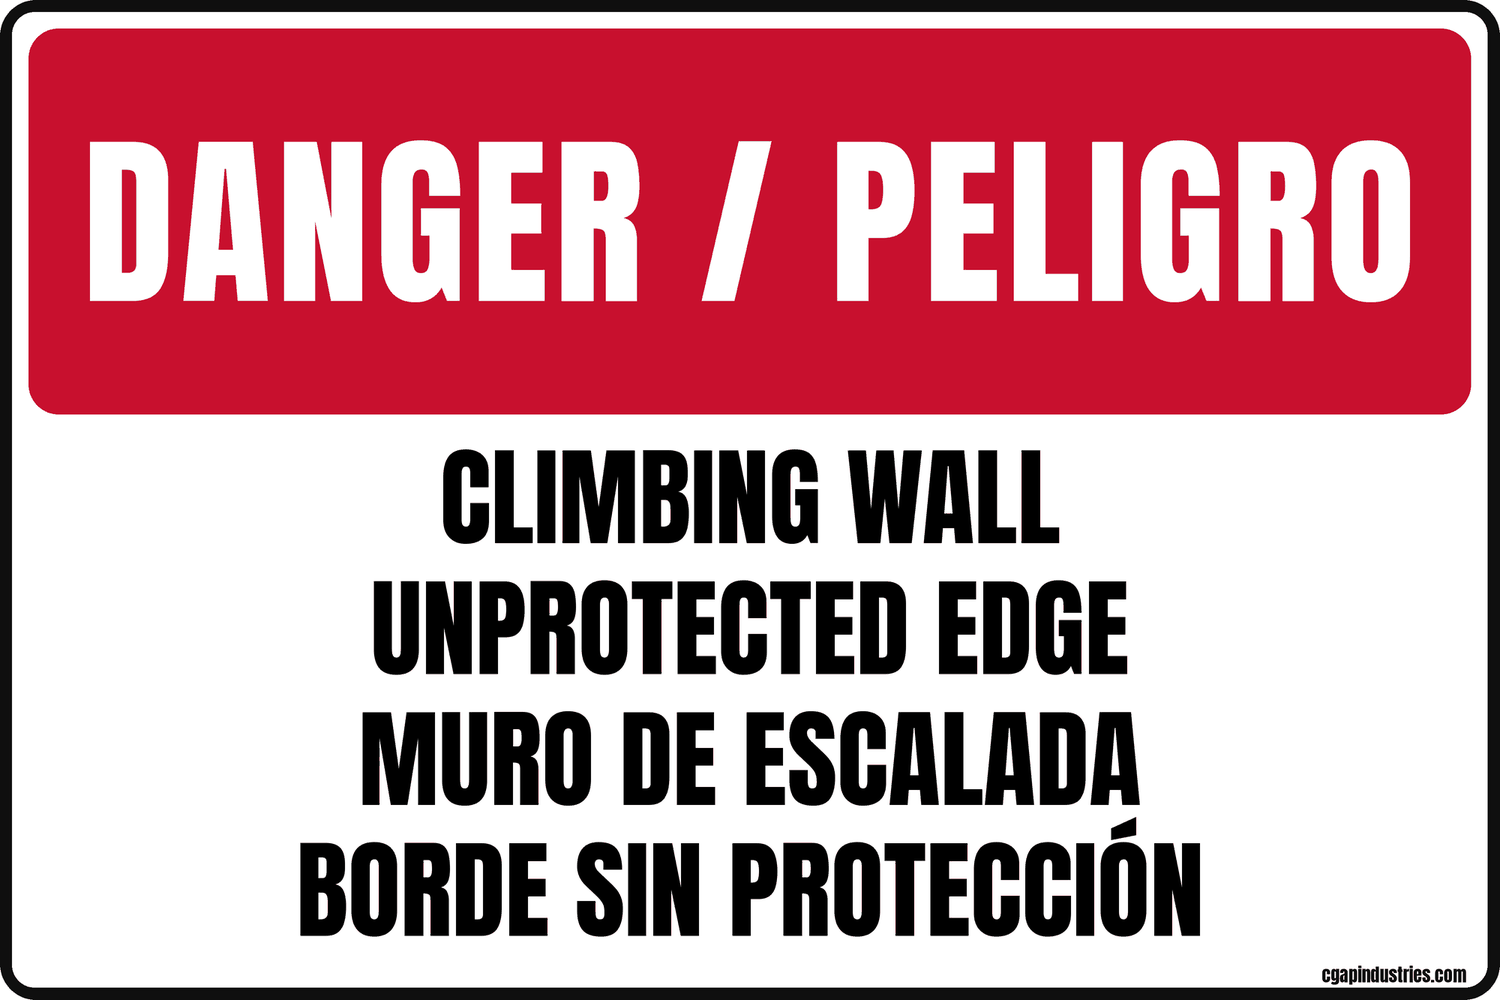 DANGER / PELIGRO
CLIMBING WALL
UNPROTECTED EDGE
MURO DE ESCALADA
BORDE SIN PROTECCIÓN
cgapindustries.com